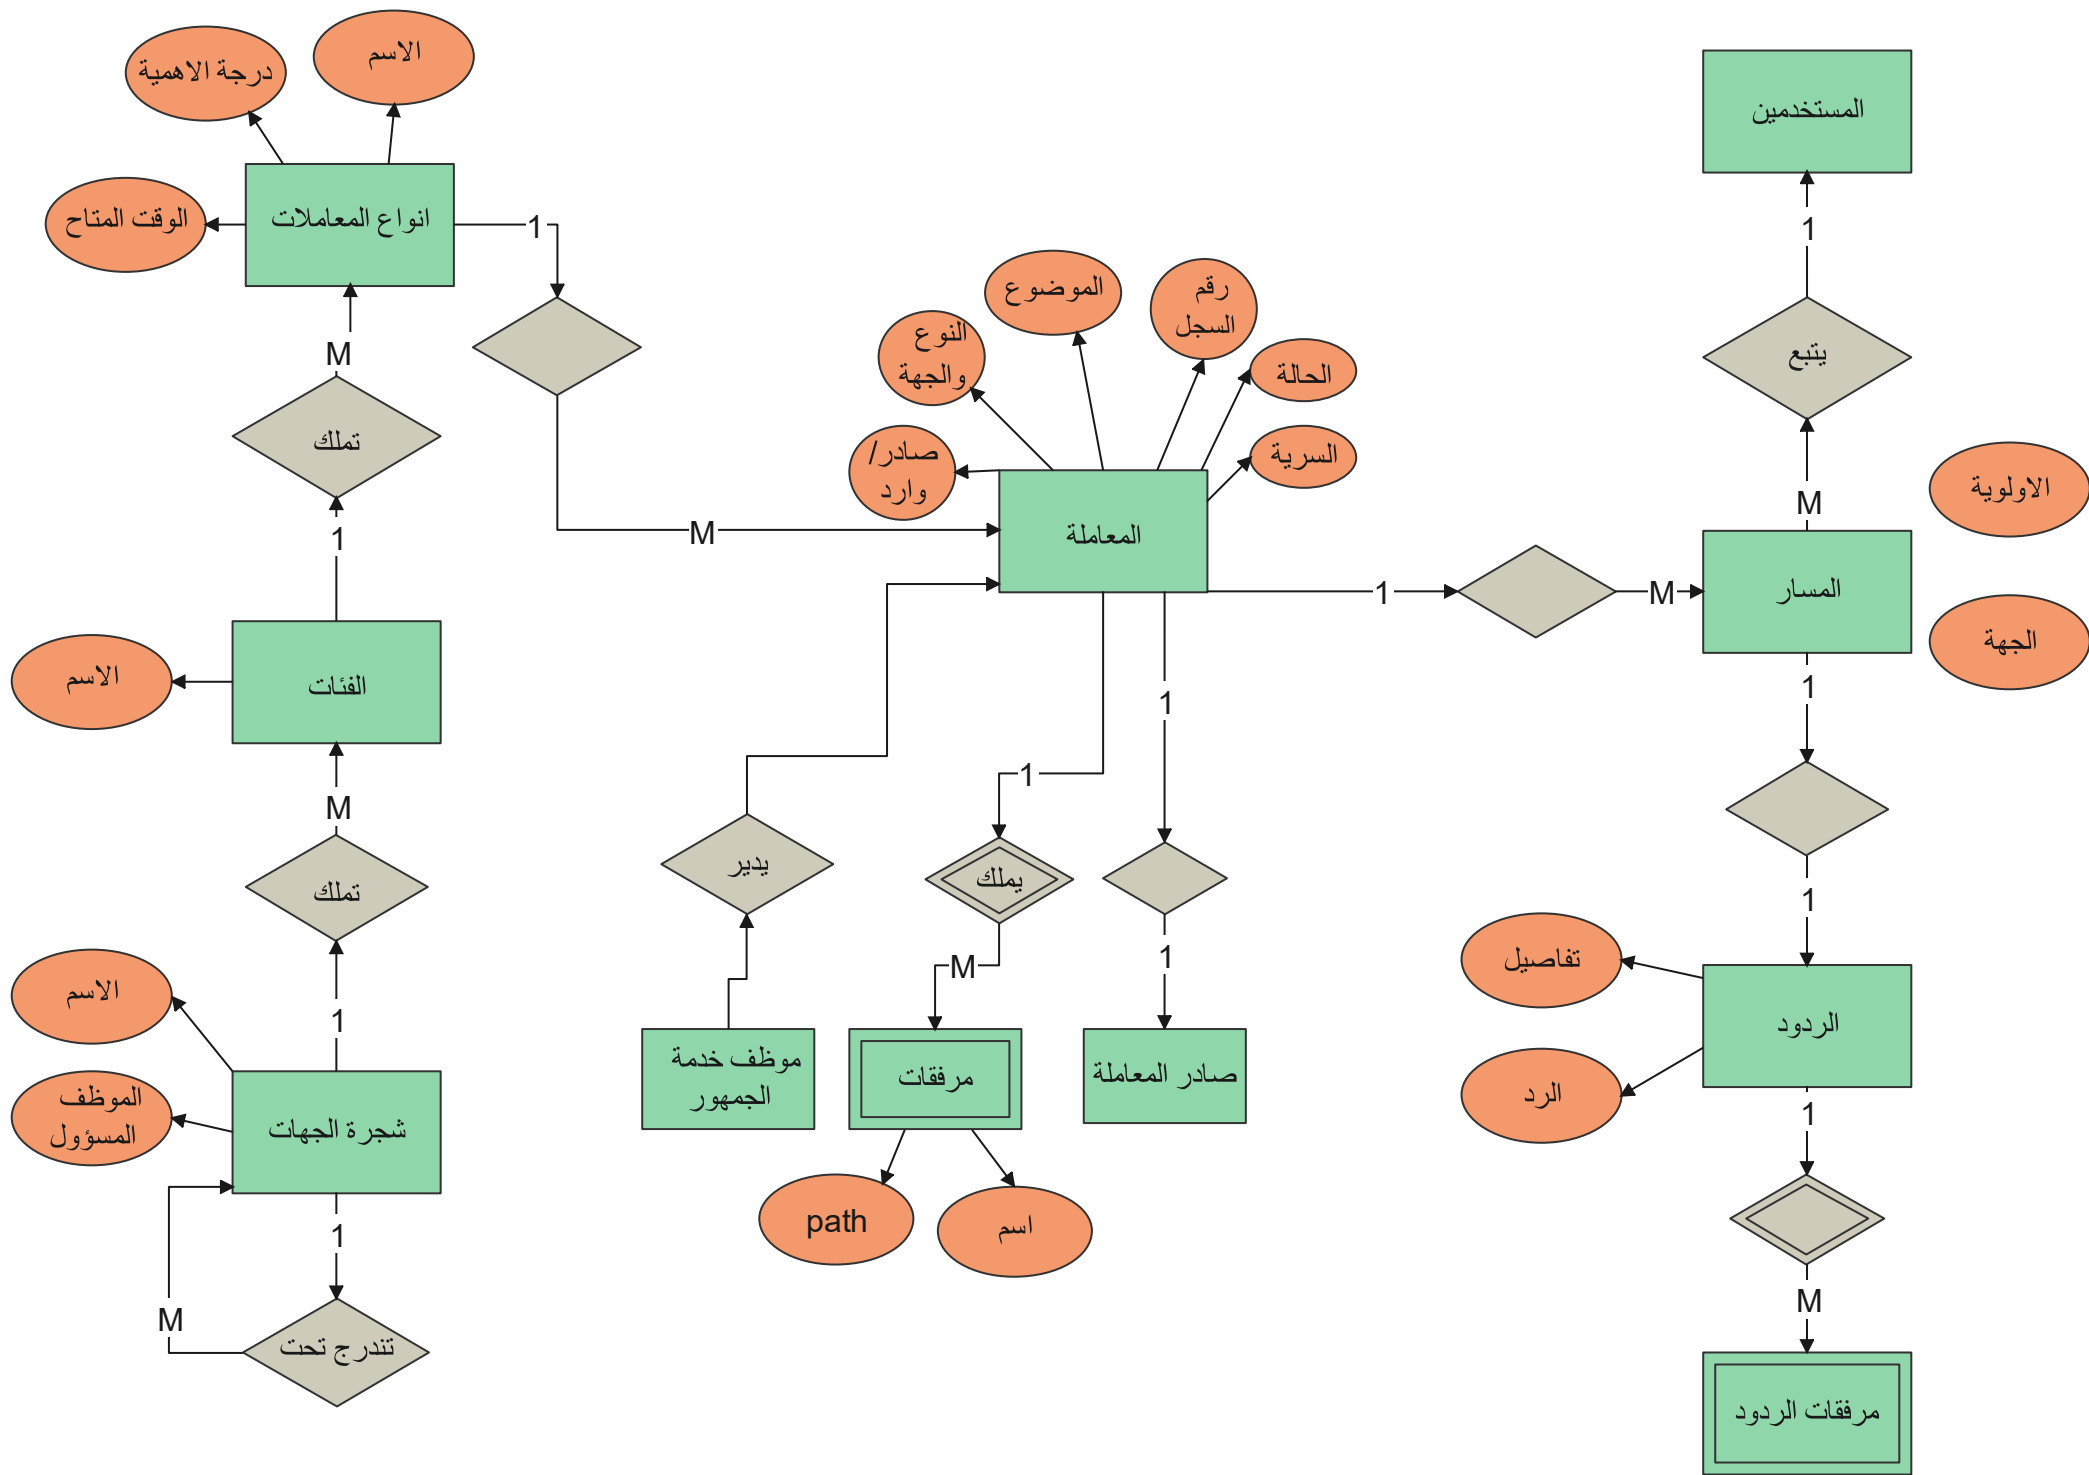 الاسم
درجة الاهمية
المستخدمين
انواع المعاملات
الوقت المتاح
1
1
الموضوع
رقم
السجل
النوع
والجهة
يتبع
M
الحالة
تملك
صادر/
وارد
السرية
الاولوية
M
M
المعاملة
1
المسار
1
M
الجهة
الاسم
الفئات
1
1
1
M
يدير
يملك
تملك
1
1
M
تفاصيل
الاسم
1
الردود
موظف خدمة
الجمهور
مرفقات
صادر المعاملة
الرد
الموظف
المسؤول
شجرة الجهات
1
path
اسم
1
M
M
تندرج تحت
مرفقات الردود